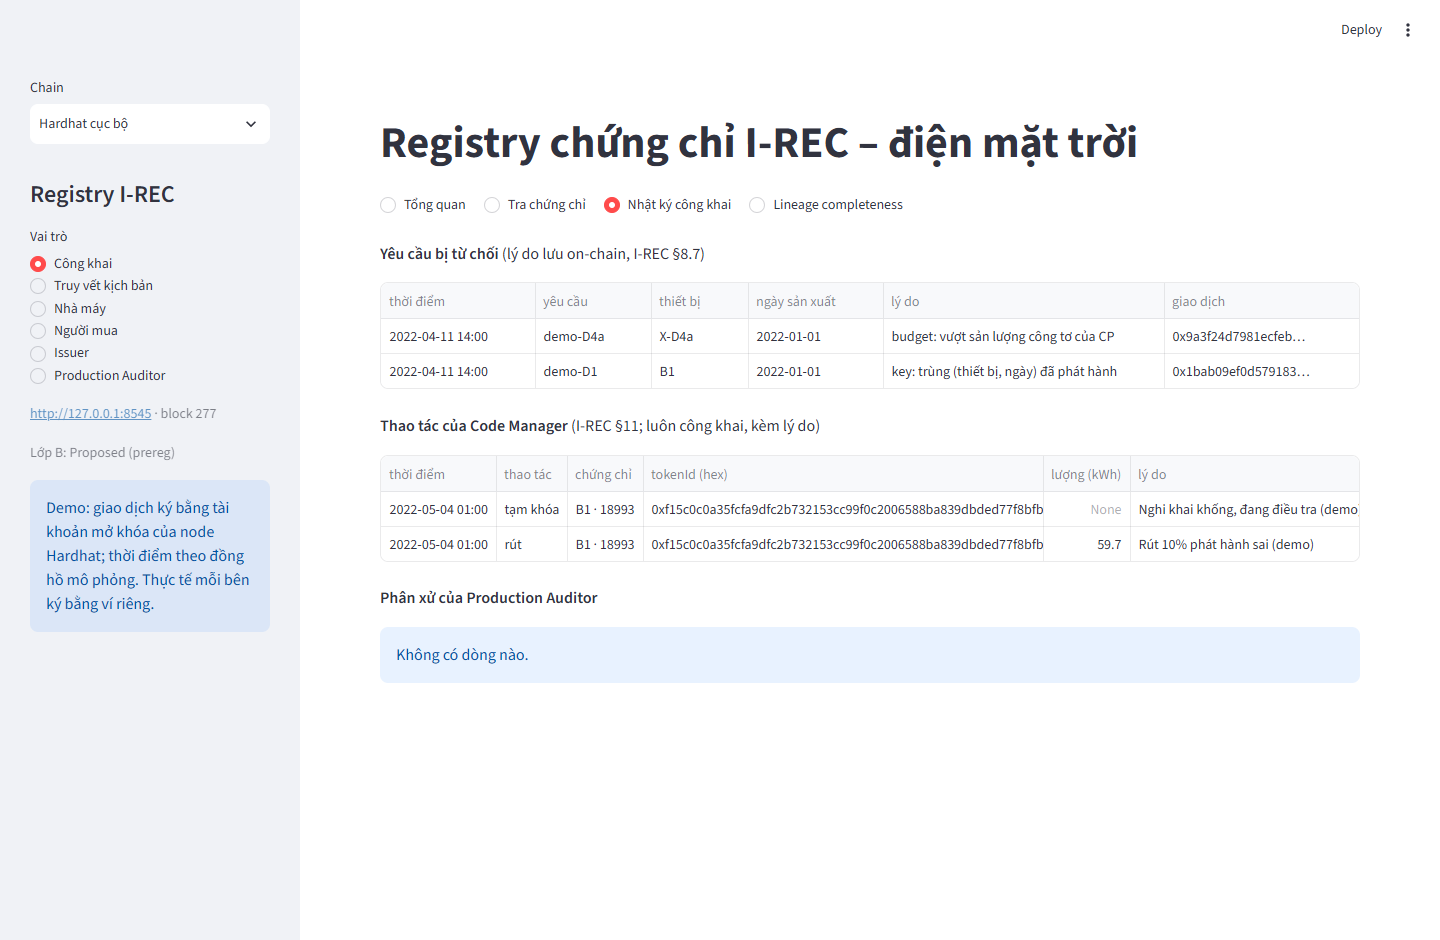 Deploy
Chain
Hardhat cục bộ
Registry I-REC
Vai trò
Công khai
Truy vết kịch bản
Nhà máy
Người mua
Issuer
Production Auditor
http://127.0.0.1:8545 · block 277
Lớp B: Proposed (prereg)
Demo: giao dịch ký bằng tài
khoản mở khóa của node
Hardhat; thời điểm theo đồng
hồ mô phỏng. Thực tế mỗi bên
ký bằng ví riêng.
Registry chứng chỉ I-REC – điện mặt trời
Tổng quan Tra chứng chỉ Nhật ký công khai Lineage completeness
Yêu cầu bị từ chối (lý do lưu on-chain, I-REC §8.7)
thời điểm yêu cầu thiết bị ngày sản xuất lý do giao dịch
2022-04-11 14:00 demo-D4a X-D4a 2022-01-01 budget: vượt sản lượng công tơ của CP 0x9a3f24d7981ecfeb…
2022-04-11 14:00 demo-D1 B1 2022-01-01 key: trùng (thiết bị, ngày) đã phát hành 0x1bab09ef0d579183…
Thao tác của Code Manager (I-REC §11; luôn công khai, kèm lý do)
thời điểm thao tác chứng chỉ tokenId (hex) lượng (kWh) lý do
2022-05-04 01:00 tạm khóa B1 · 18993 0xf15c0c0a35fcfa9dfc2b732153cc99f0c2006588ba839dbded77f8bfb None Nghi khai khống, đang điều tra (demo
2022-05-04 01:00 rút B1 · 18993 0xf15c0c0a35fcfa9dfc2b732153cc99f0c2006588ba839dbded77f8bfb 59.7 Rút 10% phát hành sai (demo)
Phân xử của Production Auditor
Không có dòng nào.